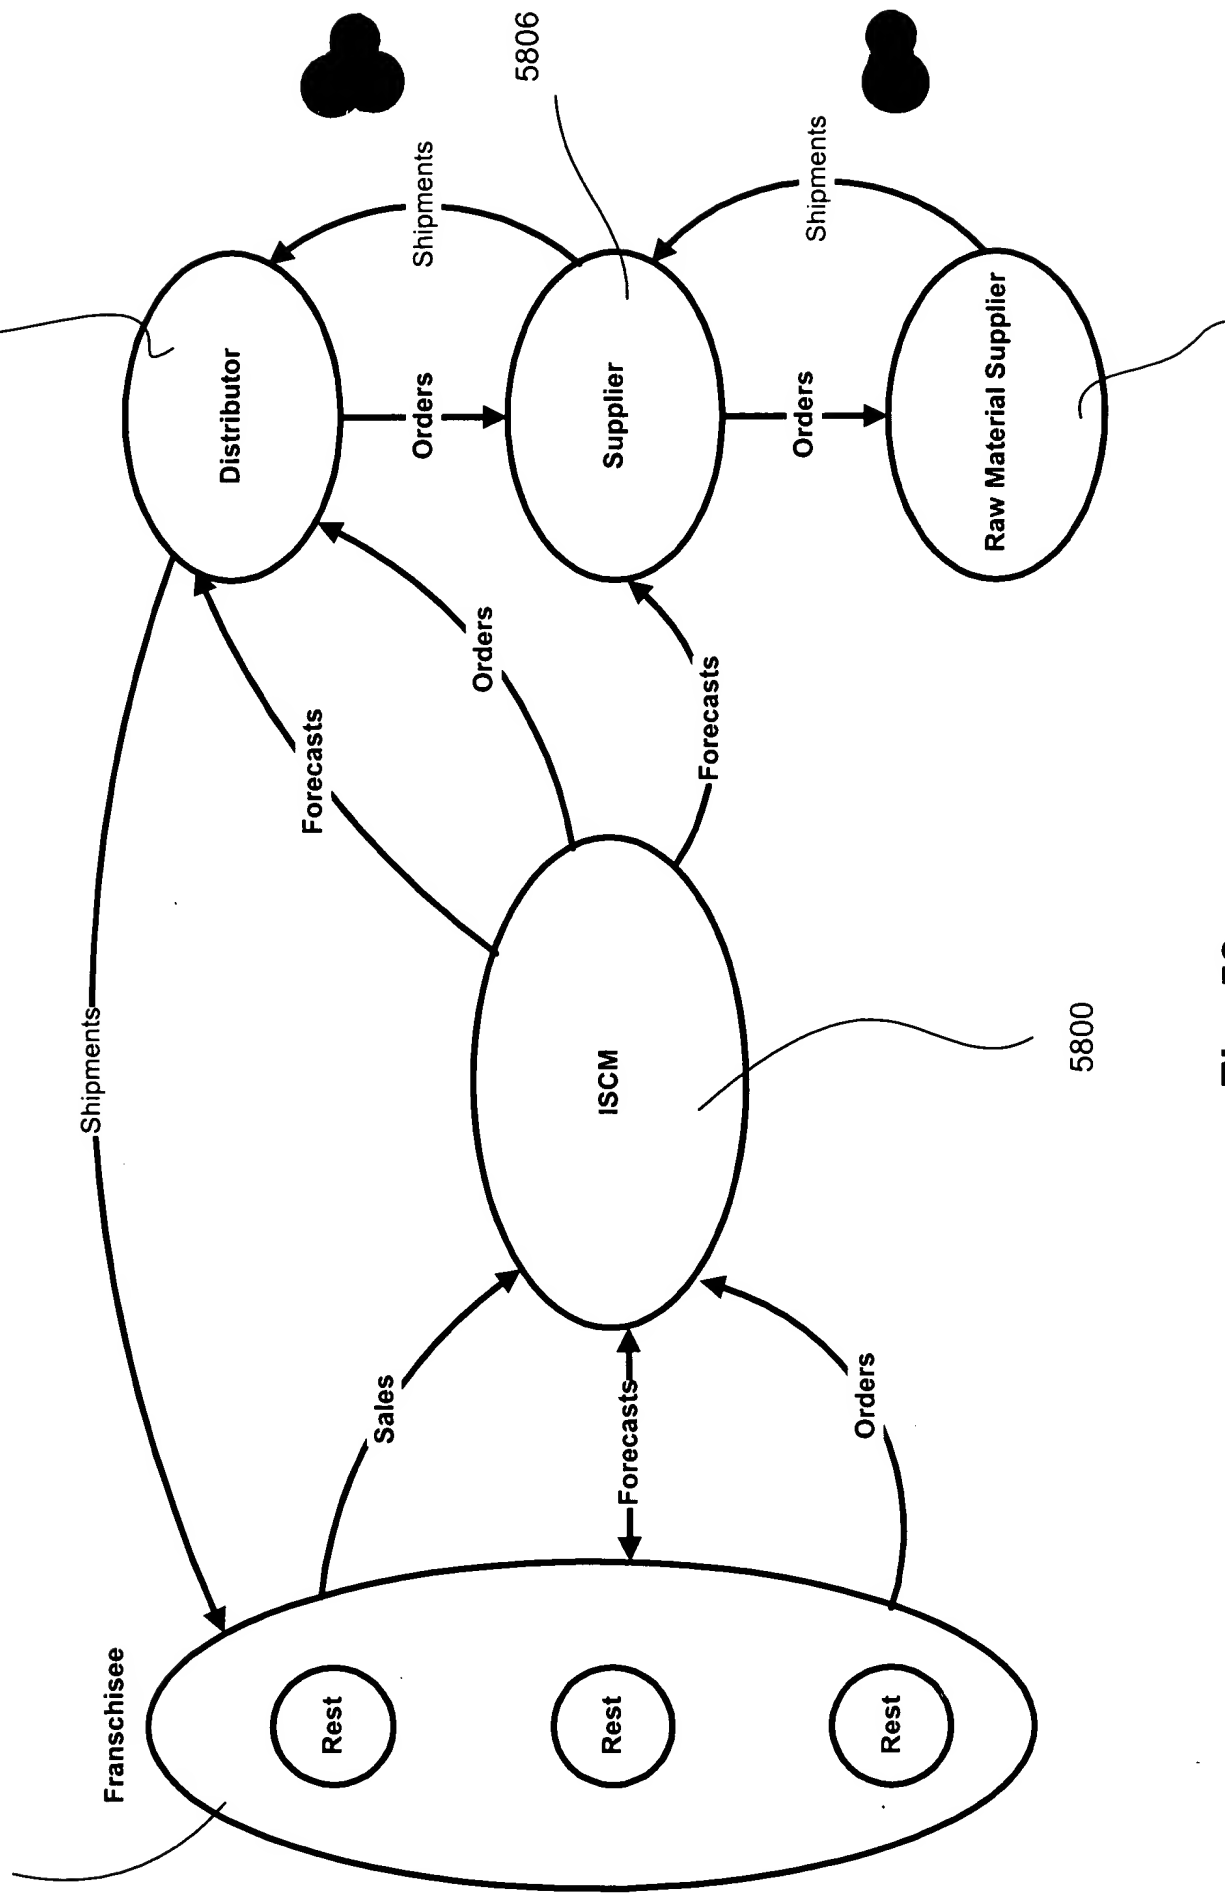 Franschisee
Rest
Rest
Rest
Shipments
Sales
Forecasts
Orders
ISCM
5800
Forecasts
Orders
Forecasts
Distributor
Orders
Shipments
Supplier
5806
Orders
Shipments
Raw Material Supplier